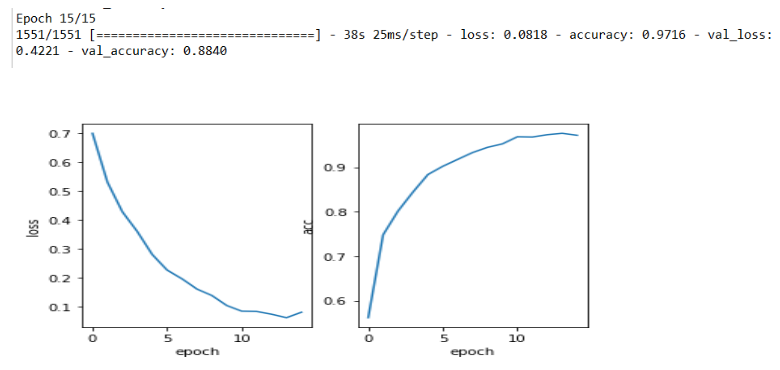 Epoch 15/15
1551/1551 [==============================] - 38s 25ms/step - loss: 0.0818 - accuracy: 0.9716 - val_loss:
0.4221 - val_accuracy: 0.8840
0.7
0.6
0.5
0.4
0.3
0.2
0.1
loss
0 5 10
epoch
0.9
0.8
0.7
0.6
acc
0 5 10
epoch